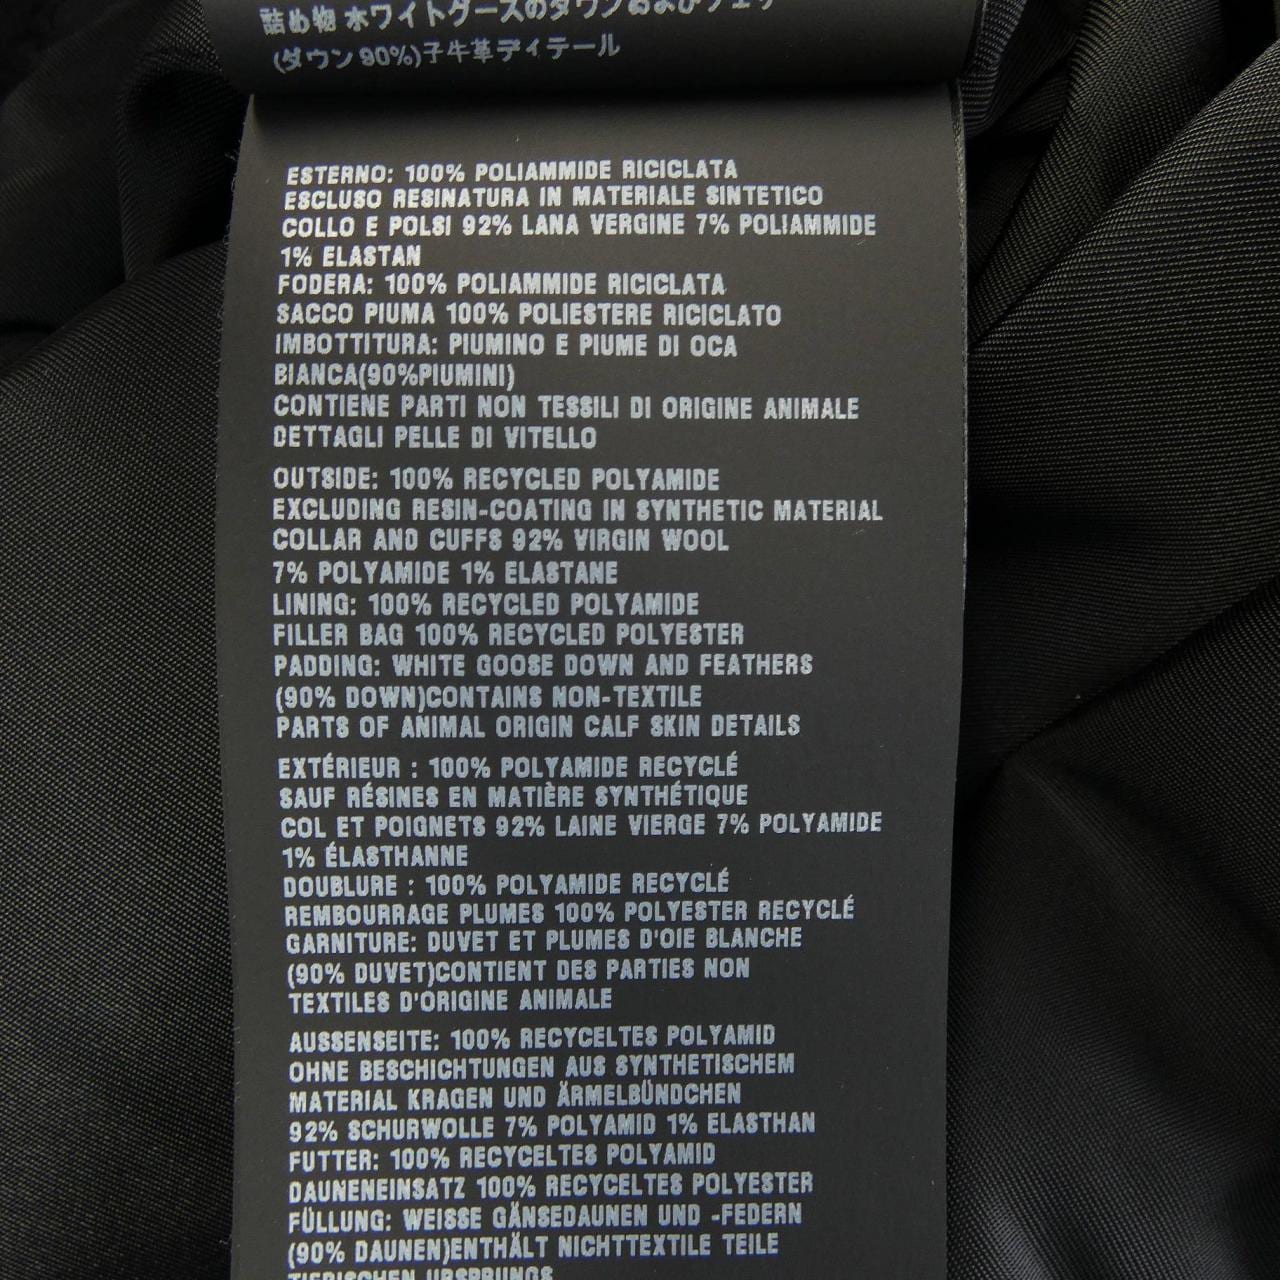 詰め物 ホワイトグースのダウンおよびフェザ
(ダウン 90%)子牛革ディテール
ESTERNO: 100% POLIAMMIDE RICICLATA
ESCLUSO RESINATURA IN MATERIALE SINTETICO
COLLO E POLSI 92% LANA VERGINE 7% POLIAMMIDE
1% ELASTAN
FODERA: 100% POLIAMMIDE RICICLATA
SACCO PIUMA 100% POLIESTERE RICICLATO
IMBOTTITURA: PIUMINO E PIUME DI OCA
BIANCA(90%PIUMINI)
CONTIENE PARTI NON TESSILI DI ORIGINE ANIMALE
DETTAGLI PELLE DI VITELLO
OUTSIDE: 100% RECYCLED POLYAMIDE
EXCLUDING RESIN-COATING IN SYNTHETIC MATERIAL
COLLAR AND CUFFS 92% VIRGIN WOOL
7% POLYAMIDE 1% ELASTANE
LINING: 100% RECYCLED POLYAMIDE
FILLER BAG 100% RECYCLED POLYESTER
PADDING: WHITE GOOSE DOWN AND FEATHERS
(90% DOWN)CONTAINS NON-TEXTILE
PARTS OF ANIMAL ORIGIN CALF SKIN DETAILS
EXTÉRIEUR : 100% POLYAMIDE RECYCLÉ
SAUF RÉSINES EN MATIÈRE SYNTHÉTIQUE
COL ET POIGNETS 92% LAINE VIERGE 7% POLYAMIDE
1% ÉLASTHANNE
DOUBLURE : 100% POLYAMIDE RECYCLÉ
REMBOURRAGE PLUMES 100% POLYESTER RECYCLÉ
GARNITURE: DUVET ET PLUMES D'OIE BLANCHE
(90% DUVET)CONTIENT DES PARTIES NON
TEXTILES D'ORIGINE ANIMALE
AUSSENSEITE: 100% RECYCELTES POLYAMID
OHNE BESCHICHTUNGEN AUS SYNTHETISCHEM
MATERIAL KRAGEN UND ÄRMELBÜNDCHEN
92% SCHURWOLLE 7% POLYAMID 1% ELASTHAN
FUTTER: 100% RECYCELTES POLYAMID
DAUNENEINSATZ 100% RECYCELTES POLYESTER
FÜLLUNG: WEISSE GÄNSEDAUNEN UND -FEDERN
(90% DAUNEN)ENTHÄLT NICHTTEXTILE TEILE
TIERISCHEN URSPRUNGS